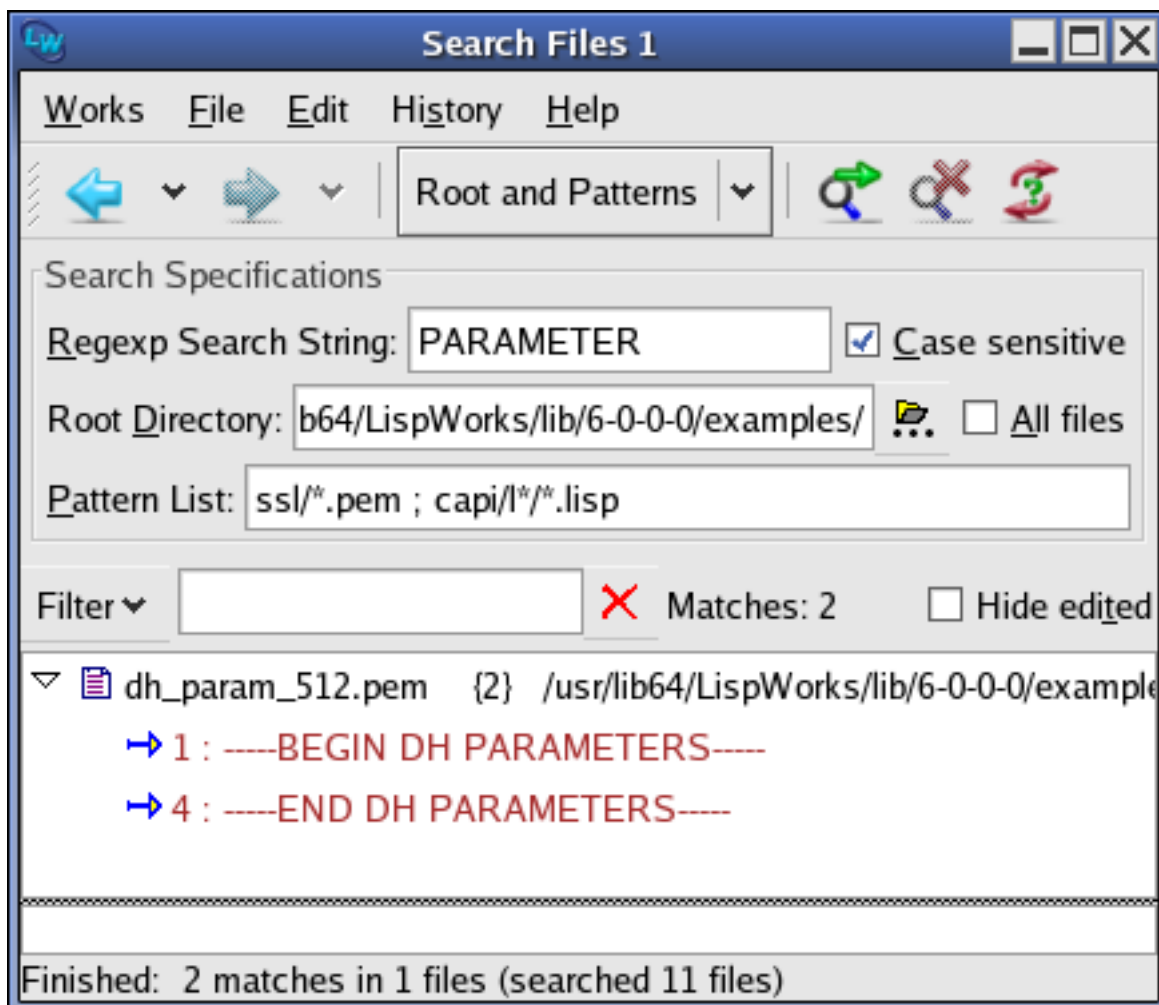 LW Search Files 1
Works File Edit History Help
Root and Patterns
Search Specifications
Regexp Search String: PARAMETER Case sensitive
Root Directory: b64/LispWorks/lib/6-0-0-0/examples/ All files
Pattern List: ssl/*.pem ; capi/l*/*.lisp
Filter Matches: 2 Hide edited
dh_param_512.pem {2} /usr/lib64/LispWorks/lib/6-0-0-0/example
1 : -----BEGIN DH PARAMETERS-----
4 : -----END DH PARAMETERS-----
Finished: 2 matches in 1 files (searched 11 files)